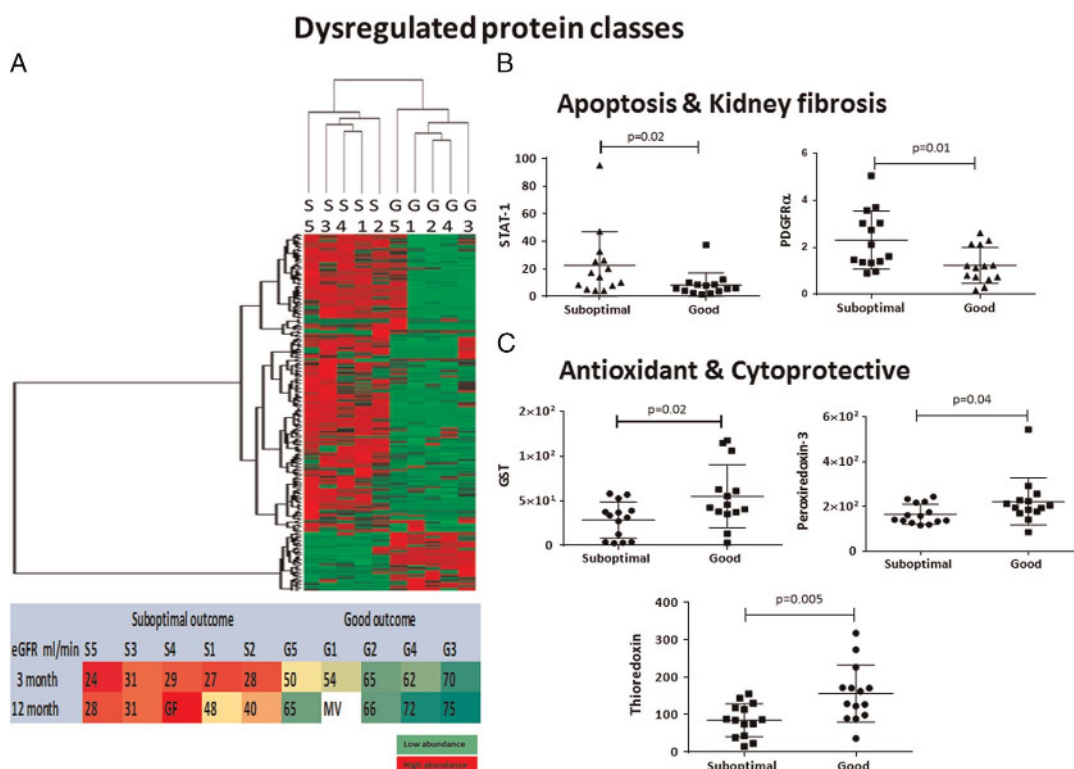 Dysregulated protein classes
A
S S S S S G G G G G
5 3 4 1 2 5 1 2 4 3
Suboptimal outcome Good outcome
eGFR ml/min S5 S3 S4 S1 S2 G5 G1 G2 G4 G3
3 month 24 31 29 27 28 50 54 65 62 70
12 month 28 31 GF 48 40 65 MV 66 72 75
Low abundance
High abundance
B
Apoptosis & Kidney fibrosis
p=0.02
STAT-1
100
80
60
40
20
0
Suboptimal Good
p=0.01
PDGFRα
6
4
2
0
Suboptimal Good
C
Antioxidant & Cytoprotective
p=0.02
GST
2×10²
1×10²
5×10¹
0
Suboptimal Good
p=0.04
Peroxiredoxin-3
6×10²
4×10²
2×10²
0
Suboptimal Good
p=0.005
Thioredoxin
400
300
200
100
0
Suboptimal Good